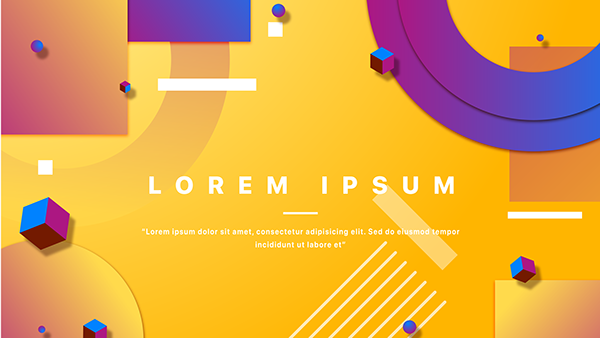 LOREM IPSUM
"Lorem ipsum dolor sit amet, consectetur adipisicing elit. Sed do eiusmod tempor
incididunt ut labore et"